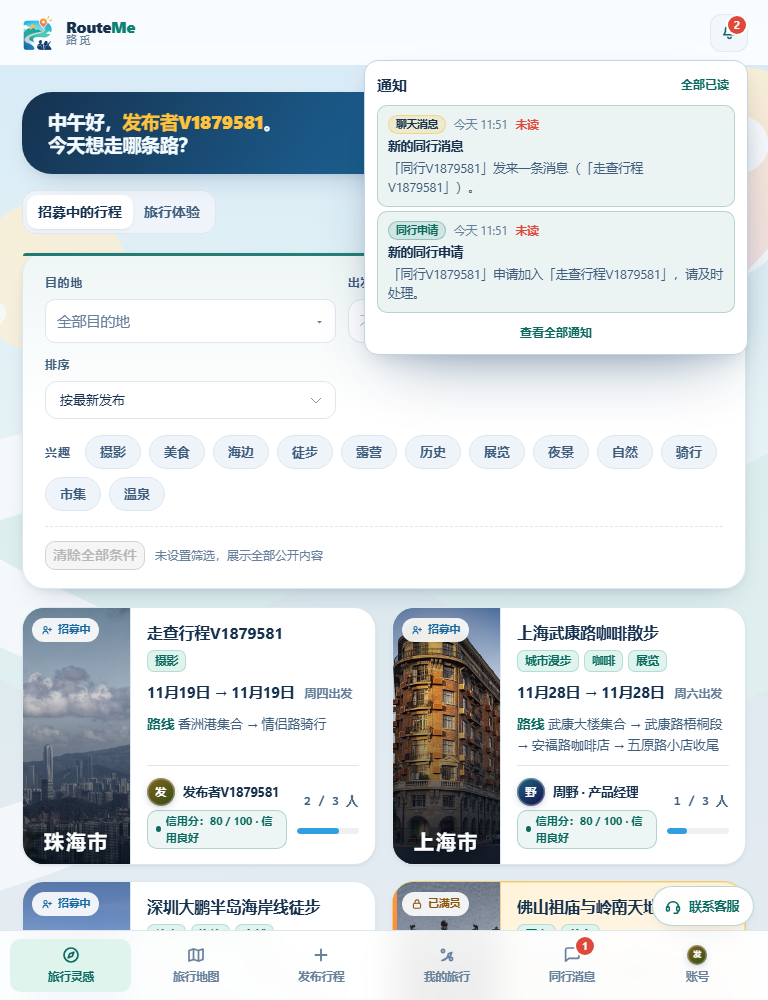 RouteMe
路觅
2
中午好，发布者V1879581。
今天想走哪条路？
通知
全部已读
聊天消息 今天 11:51 未读
新的同行消息
「同行V1879581」发来一条消息（「走查行程
V1879581」）。
同行申请 今天 11:51 未读
新的同行申请
「同行V1879581」申请加入「走查行程V1879581」，请及时
处理。
查看全部通知
招募中的行程 旅行体验
目的地
全部目的地
排序
按最新发布
兴趣 摄影 美食 海边 徒步 露营 历史 展览 夜景 自然 骑行
市集 温泉
清除全部条件 未设置筛选，展示全部公开内容
招募中
珠海市
走查行程V1879581
摄影
11月19日 → 11月19日 周四出发
路线 香洲港集合 → 情侣路骑行
发 发布者V1879581
信用分：80 / 100 · 信
用良好
2 / 3 人
招募中
上海市
上海武康路咖啡散步
城市漫步 咖啡 展览
11月28日 → 11月28日 周六出发
路线 武康大楼集合 → 武康路梧桐段
→ 安福路咖啡店 → 五原路小店收尾
野 周野 · 产品经理
信用分：80 / 100 · 信
用良好
1 / 3 人
招募中
深圳大鹏半岛海岸线徒步
已满员
佛山祖庙与岭南天地
联系客服
旅行灵感
旅行地图
发布行程
我的旅行
1
同行消息
发
账号